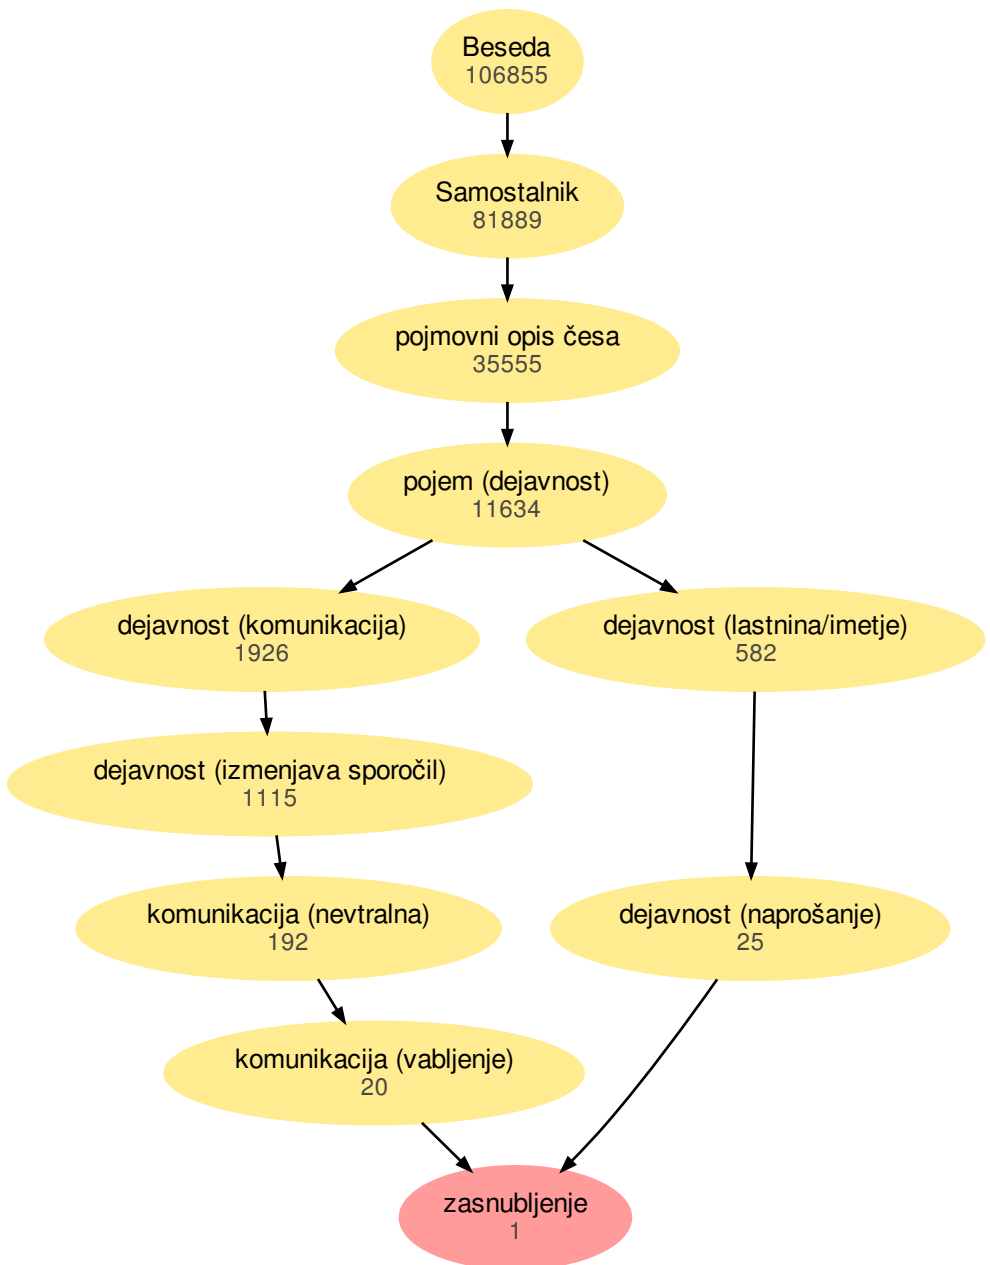 Beseda
106855
Samostalnik
81889
pojmovni opis česa
35555
pojem (dejavnost)
11634
dejavnost (komunikacija)
1926
dejavnost (lastnina/imetje)
582
dejavnost (izmenjava sporočil)
1115
komunikacija (nevtralna)
192
dejavnost (naprošanje)
25
komunikacija (vabljenje)
20
zasnubljenje
1